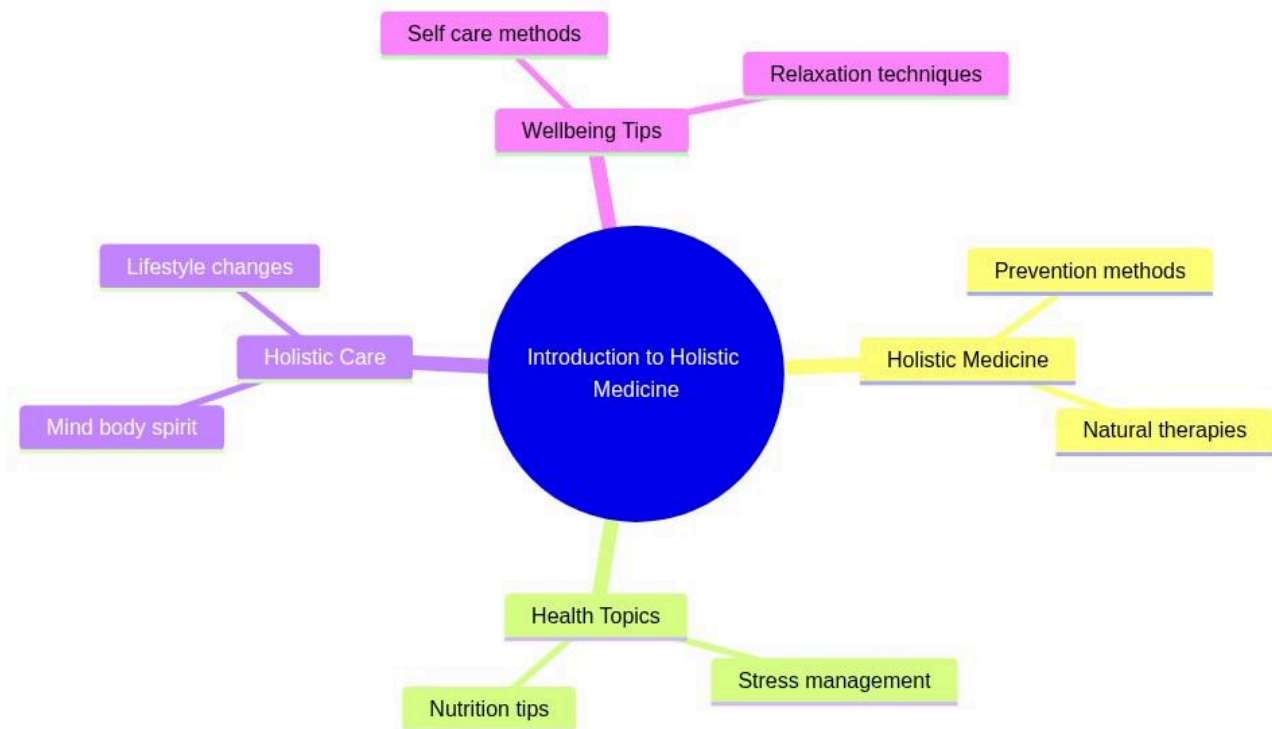 Self care methods
Relaxation techniques
Wellbeing Tips
Lifestyle changes
Prevention methods
Holistic Care
Introduction to Holistic
Medicine
Holistic Medicine
Mind body spirit
Natural therapies
Health Topics
Stress management
Nutrition tips